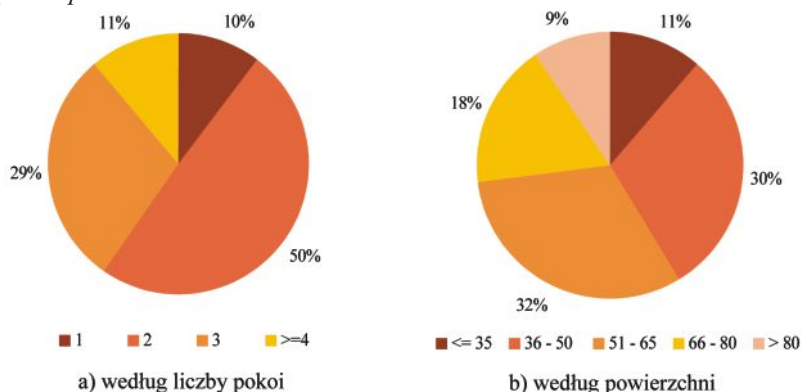 11%
10%
29%
50%
1 2 3 >=4
a) według liczby pokoi
9%
11%
18%
30%
32%
<= 35 36 - 50 51 - 65 66 - 80 > 80
b) według powierzchni